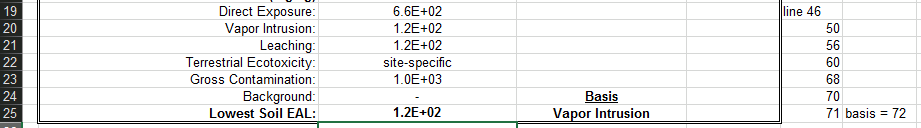 19 Direct Exposure: 6.6E+02 line 46
20 Vapor Intrusion: 1.2E+02 50
21 Leaching: 1.2E+02 56
22 Terrestrial Ecotoxicity: site-specific 60
23 Gross Contamination: 1.0E+03 68
24 Background: - Basis 70
25 Lowest Soil EAL: 1.2E+02 Vapor Intrusion 71 basis = 72